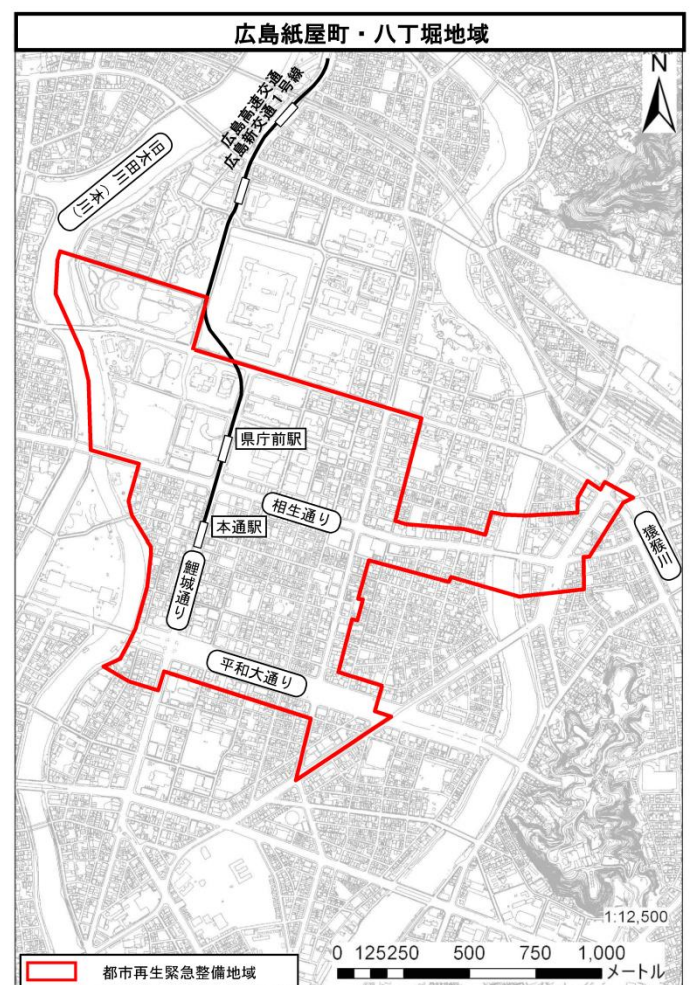 広島紙屋町・八丁堀地域
N
広島高速交通
広島新交通1号線
旧太田川(本川)
県庁前駅
相生通り
本通駅
猿猴川
鯉城通り
平和大通り
1:12,500
都市再生緊急整備地域
0 125250 500 750 1,000
メートル